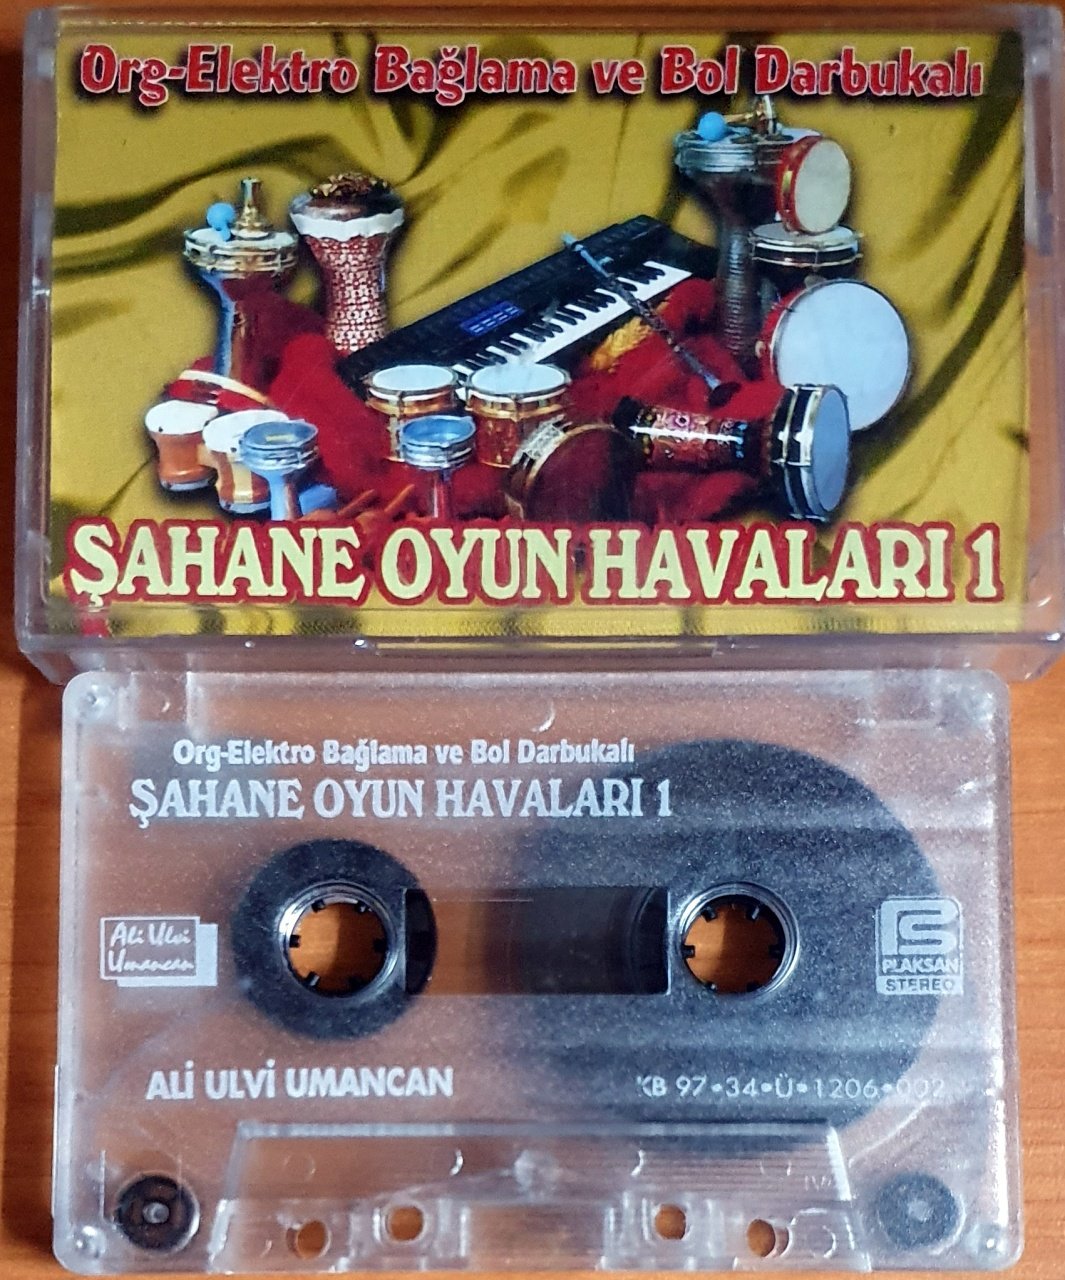 Org-Elektro Bağlama ve Bol Darbukalı
ŞAHANE OYUN HAVALARI 1
Org-Elektro Bağlama ve Bol Darbukalı
ŞAHANE OYUN HAVALARI 1
Ali Ulvi
Umancan
PLAKSAN
STEREO
ALİ ULVİ UMANCAN
KB 97•34•Ü•1206•002